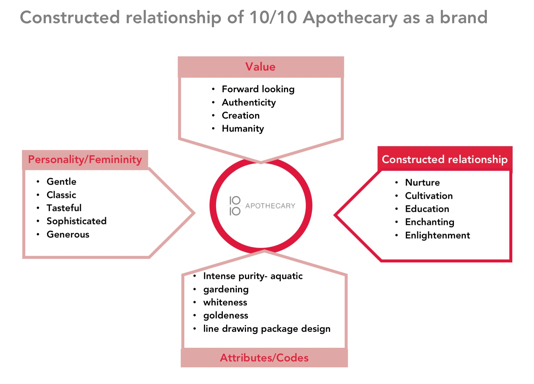 Constructed relationship of 10/10 Apothecary as a brand
Value
• Forward looking
• Authenticity
• Creation
• Humanity
Personality/Femininity
• Gentle
• Classic
• Tasteful
• Sophisticated
• Generous
10
10 APOTHECARY
Constructed relationship
• Nurture
• Cultivation
• Education
• Enchanting
• Enlightenment
• Intense purity- aquatic
• gardening
• whiteness
• goldeness
• line drawing package design
Attributes/Codes